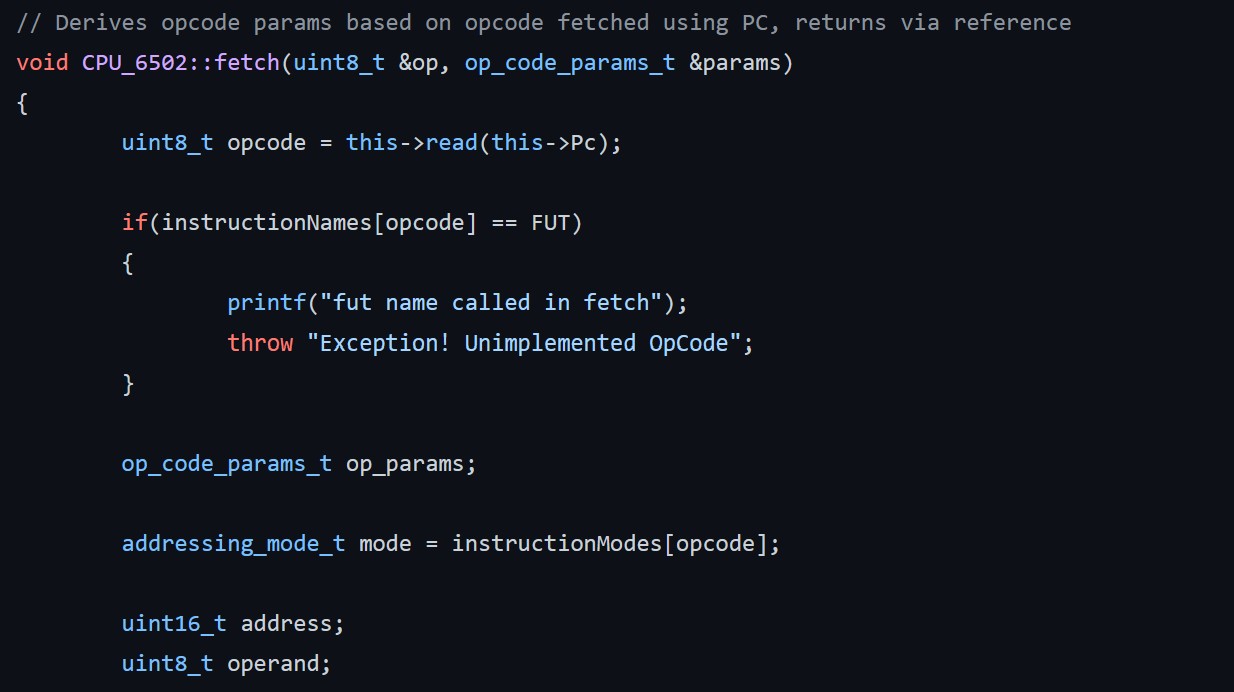 // Derives opcode params based on opcode fetched using PC, returns via reference
void CPU_6502::fetch(uint8_t &op, op_code_params_t &params)
{
uint8_t opcode = this->read(this->Pc);
if(instructionNames[opcode] == FUT)
{
printf("fut name called in fetch");
throw "Exception! Unimplemented OpCode";
}
op_code_params_t op_params;
addressing_mode_t mode = instructionModes[opcode];
uint16_t address;
uint8_t operand;